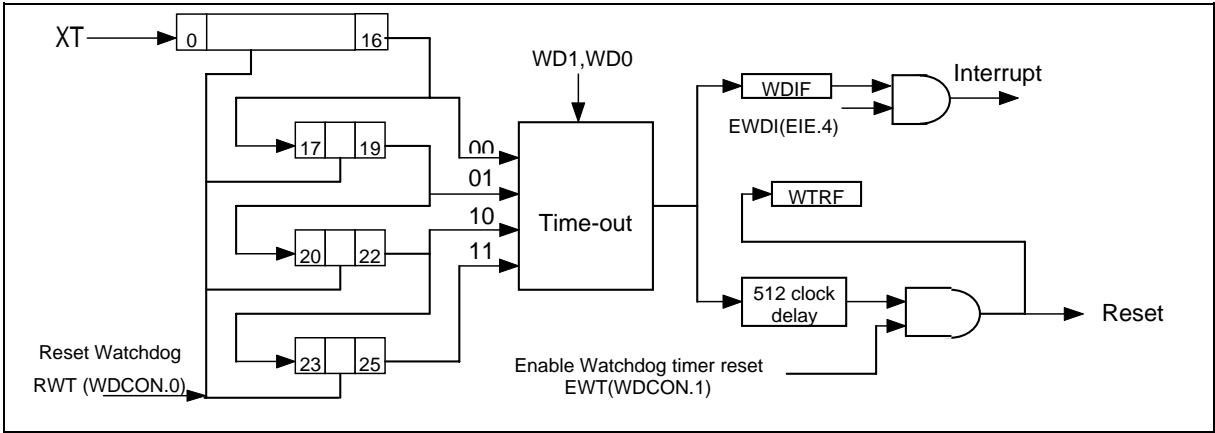 XT
0
16
WD1,WD0
WDIF
Interrupt
EWDI(EIE.4)
17
19
00
01
WTRF
Time-out
10
20
22
11
512 clock
delay
Reset
Reset Watchdog
RWT (WDCON.0)
23
25
Enable Watchdog timer reset
EWT(WDCON.1)